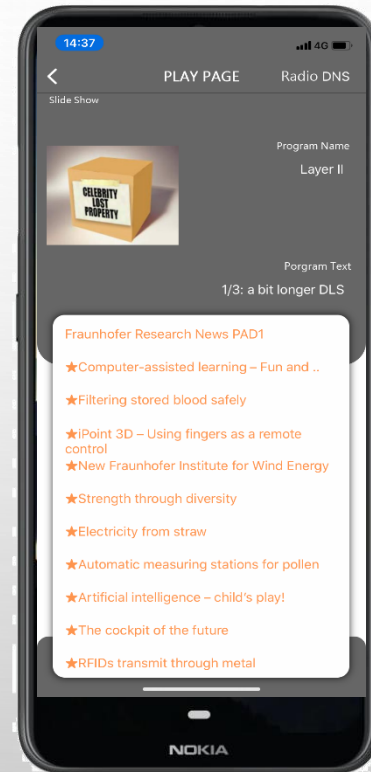 14:37
4G
PLAY PAGE
Radio DNS
Slide Show
CELEBRITY
LOST
PROPERTY
Program Name
Layer II
Porgram Text
1/3: a bit longer DLS
Fraunhofer Research News PAD1
★Computer-assisted learning – Fun and ..
★Filtering stored blood safely
★iPoint 3D – Using fingers as a remote
control
★New Fraunhofer Institute for Wind Energy
★Strength through diversity
★Electricity from straw
★Automatic measuring stations for pollen
★Artificial intelligence – child's play!
★The cockpit of the future
★RFIDs transmit through metal
NOKIA